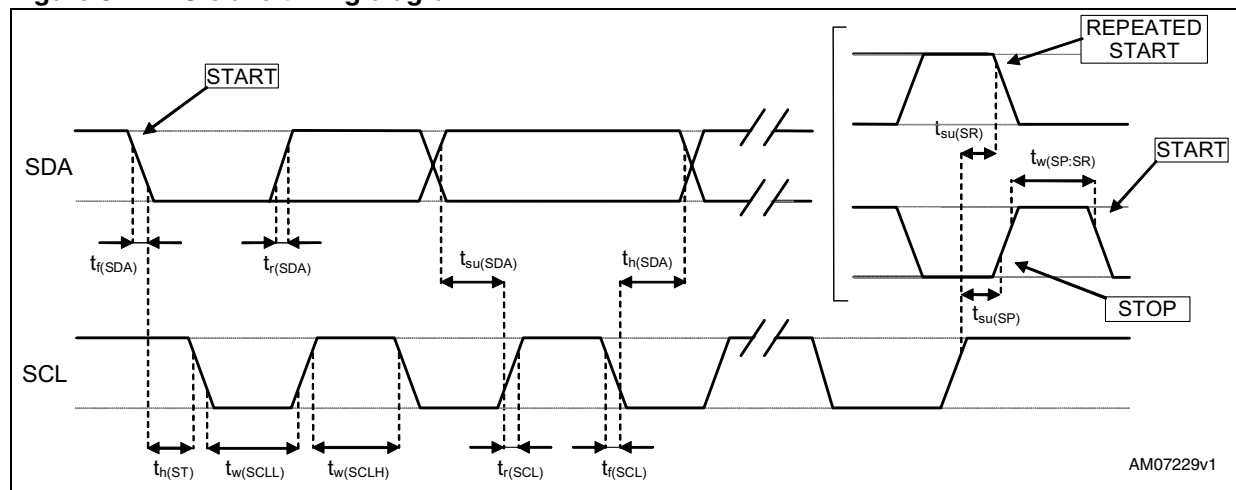 START
REPEATED
START
SDA
t_su(SR)
START
t_w(SP:SR)
t_f(SDA)
t_r(SDA)
t_su(SDA)
t_h(SDA)
t_su(SP)
STOP
SCL
t_h(ST)
t_w(SCLL)
t_w(SCLH)
t_r(SCL)
t_f(SCL)
AM07229v1